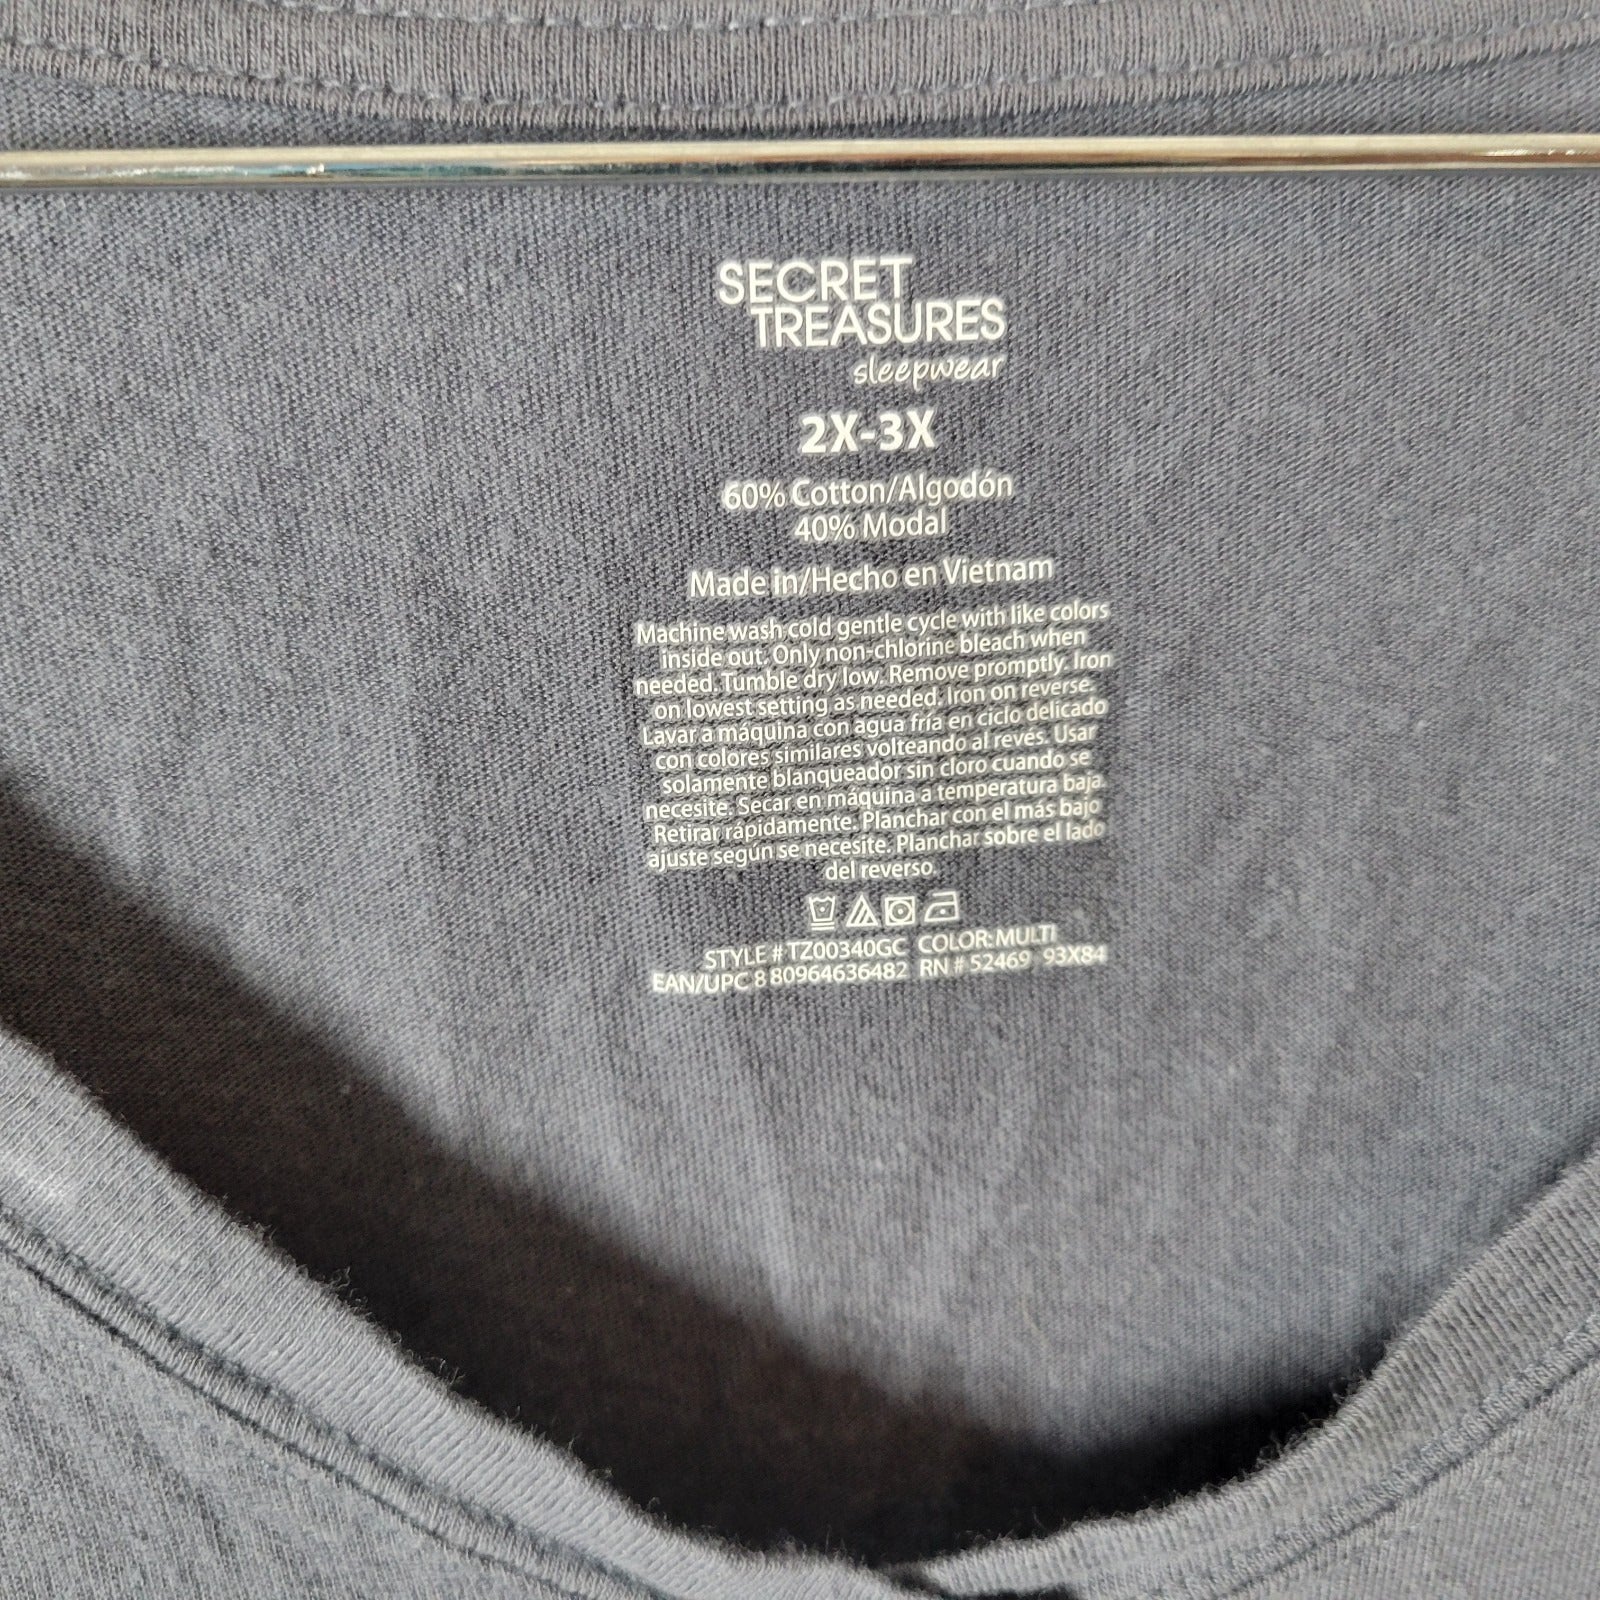 SECRET
TREASURES
sleepwear
2X-3X
60% Cotton/Algodón
40% Modal
Made in/Hecho en Vietnam
Machine wash cold gentle cycle with like colors
inside out. Only non-chlorine bleach when
needed. Tumble dry low. Remove promptly. Iron
on lowest setting as needed. Iron on reverse.
Lavar a máquina con agua fría en ciclo delicado
con colores similares volteando al revés. Usar
solamente blanqueador sin cloro cuando se
necesite. Secar en máquina a temperatura baja.
Retirar rápidamente. Planchar con el más bajo
ajuste según se necesite. Planchar sobre el lado
del reverso.
STYLE # TZ00340GC COLOR: MULTI
EAN/UPC 8 80964636482 RN # 52469 93X84